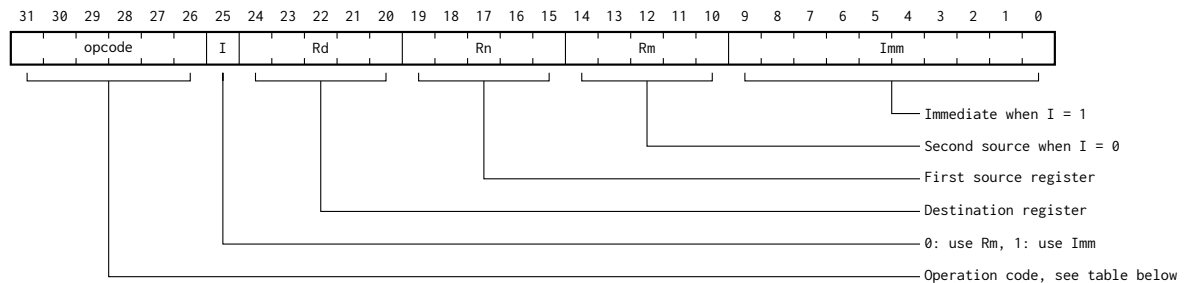 31 30 29 28 27 26 25 24 23 22 21 20 19 18 17 16 15 14 13 12 11 10 9 8 7 6 5 4 3 2 1 0
opcode I Rd Rn Rm Imm
Immediate when I = 1
Second source when I = 0
First source register
Destination register
0: use Rm, 1: use Imm
Operation code, see table below